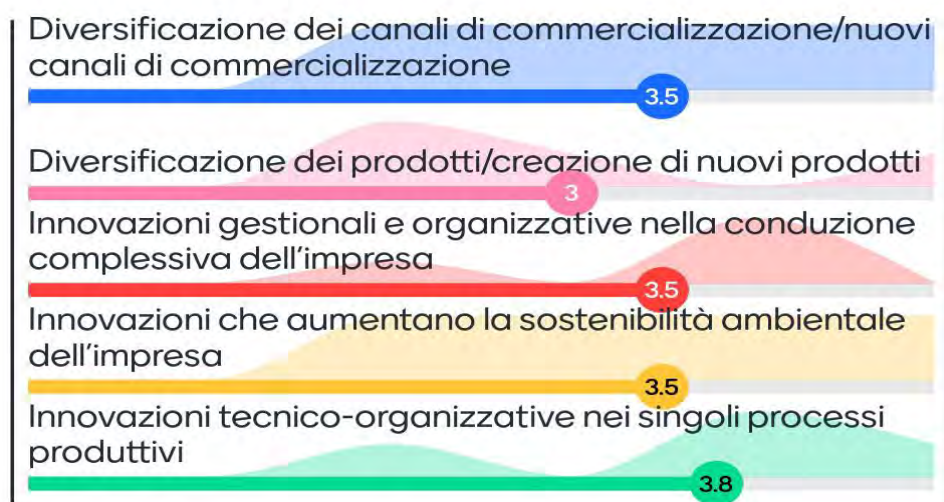 Diversificazione dei canali di commercializzazione/nuovi
canali di commercializzazione
3.5
Diversificazione dei prodotti/creazione di nuovi prodotti
3
Innovazioni gestionali e organizzative nella conduzione
complessiva dell'impresa
3.5
Innovazioni che aumentano la sostenibilità ambientale
dell'impresa
3.5
Innovazioni tecnico-organizzative nei singoli processi
produttivi
3.8